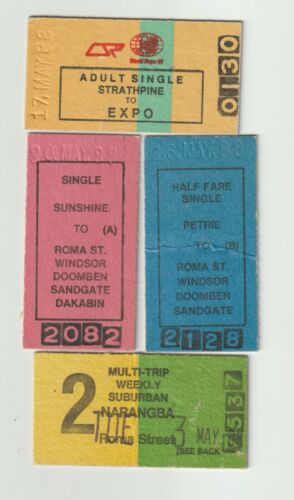 17.MAY.88
World Expo 88
ADULT SINGLE
STRATHPINE
TO
EXPO
0130
MAY.88
SINGLE
SUNSHINE
TO (A)
ROMA ST.
WINDSOR
DOOMBEN
SANDGATE
DAKABIN
2082
16.MAY.88
HALF FARE
SINGLE
PETRIE
TO (B)
ROMA ST.
WINDSOR
DOOMBEN
SANDGATE
2128
2
MULTI-TRIP
WEEKLY
SUBURBAN
NARANGBA
Roma Street 3 MAY
(SEE BACK